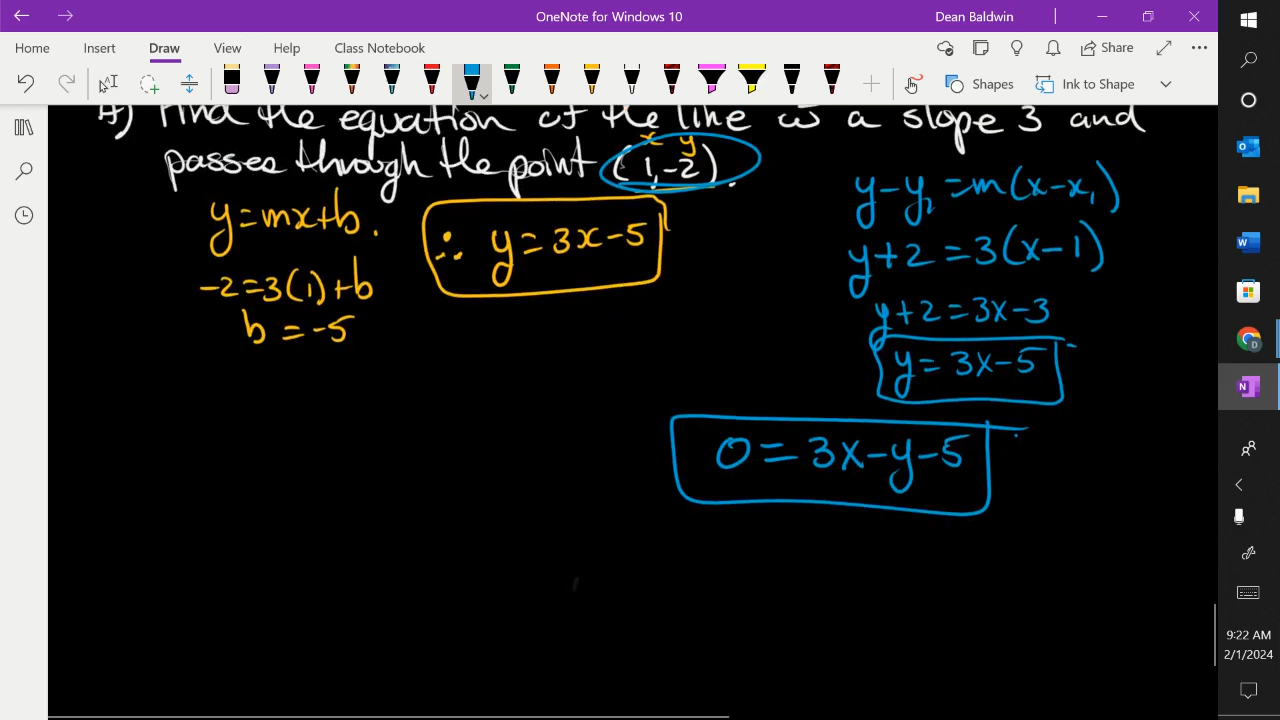 OneNote for Windows 10
Dean Baldwin
Home Insert Draw View Help Class Notebook
Share
Shapes
Ink to Shape
4) Find the equation of the line w a slope 3 and
passes through the point (1,-2).
x y
y=mx+b.
-2=3(1)+b
b=-5
∴ y=3x-5
y-y₁=m(x-x₁)
y+2=3(x-1)
y+2=3x-3
y=3x-5
0=3x-y-5
9:22 AM
2/1/2024